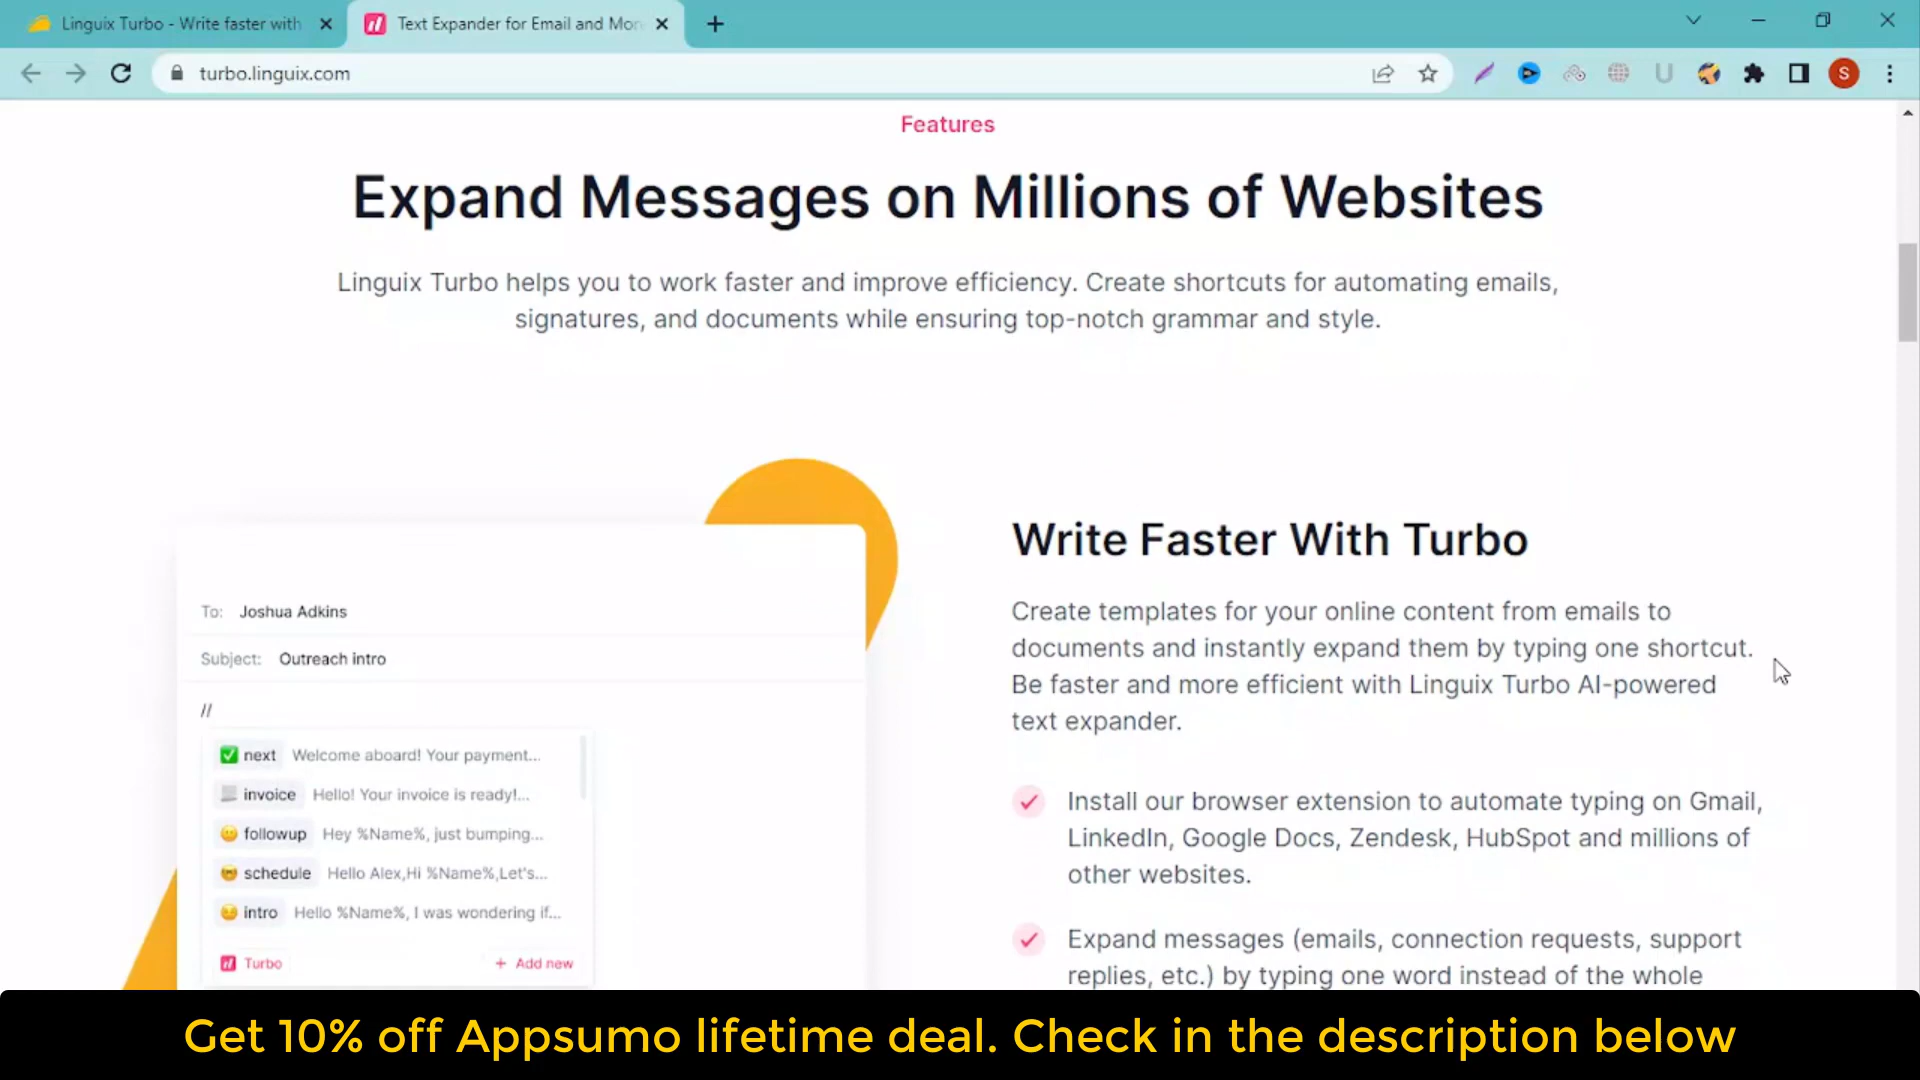 Linguix Turbo - Write faster with
Text Expander for Email and Mor
turbo.linguix.com
S
Features
Expand Messages on Millions of Websites
Linguix Turbo helps you to work faster and improve efficiency. Create shortcuts for automating emails,
signatures, and documents while ensuring top-notch grammar and style.
To: Joshua Adkins
Subject: Outreach intro
//
next Welcome aboard! Your payment...
invoice Hello! Your invoice is ready!...
followup Hey %Name%, just bumping...
schedule Hello Alex,Hi %Name%,Let's...
intro Hello %Name%, I was wondering if...
Turbo + Add new
Write Faster With Turbo
Create templates for your online content from emails to
documents and instantly expand them by typing one shortcut.
Be faster and more efficient with Linguix Turbo AI-powered
text expander.
Install our browser extension to automate typing on Gmail,
LinkedIn, Google Docs, Zendesk, HubSpot and millions of
other websites.
Expand messages (emails, connection requests, support
replies, etc.) by typing one word instead of the whole
Get 10% off Appsumo lifetime deal. Check in the description below